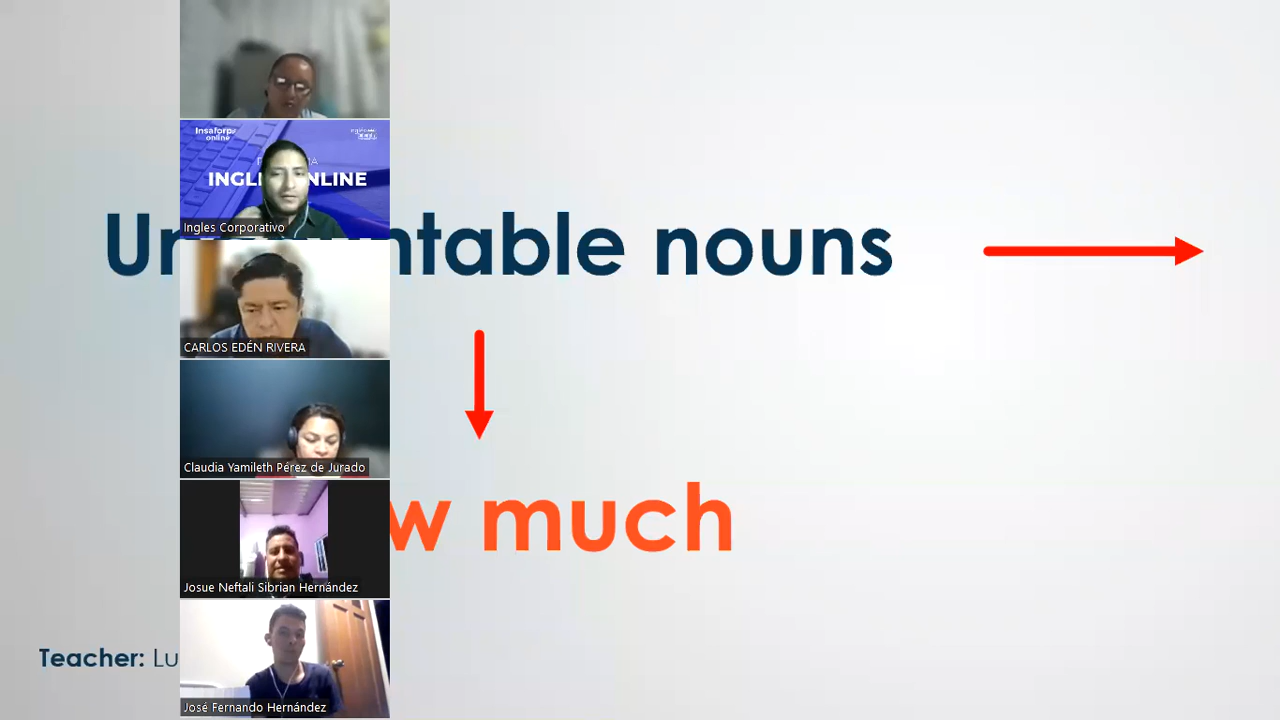 Insaforp
online
INGL NLINE
Ingles Corporativo
Un ntable nouns
CARLOS EDÉN RIVERA
Claudia Yamileth Pérez de Jurado
w much
Josue Neftali Sibrian Hernández
Teacher: Lu
José Fernando Hernández